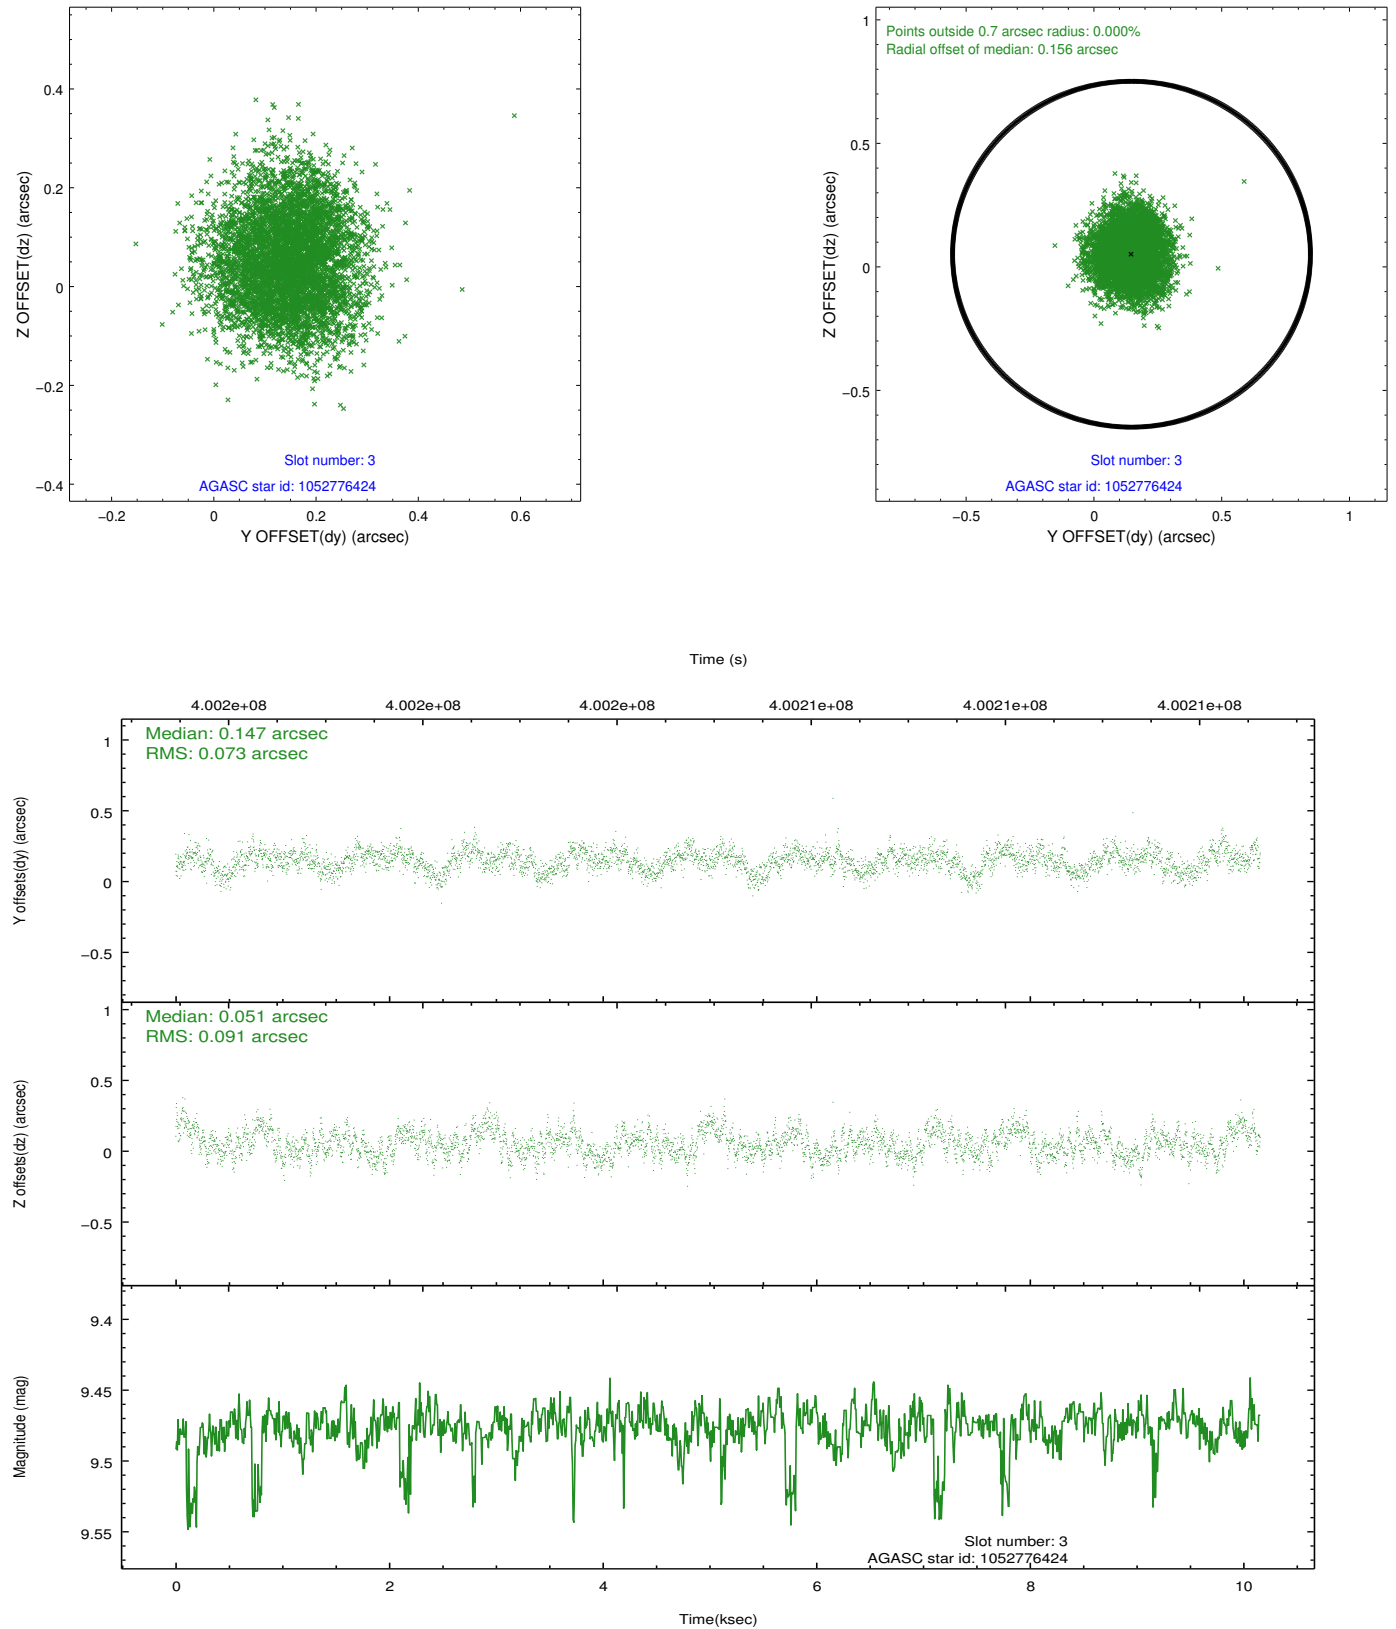 0.4
0.2
0
−0.2
−0.4
Z OFFSET(dz) (arcsec)
Slot number: 3
AGASC star id: 1052776424
−0.2
0
0.2
0.4
0.6
Y OFFSET(dy) (arcsec)
Points outside 0.7 arcsec radius: 0.000%
Radial offset of median: 0.156 arcsec
1
0.5
0
−0.5
Z OFFSET(dz) (arcsec)
Slot number: 3
AGASC star id: 1052776424
−0.5
0
0.5
1
Y OFFSET(dy) (arcsec)
Time (s)
4.002e+08
4.002e+08
4.002e+08
4.0021e+08
4.0021e+08
4.0021e+08
Median: 0.147 arcsec
RMS: 0.073 arcsec
1
0.5
0
−0.5
Y offsets(dy) (arcsec)
Median: 0.051 arcsec
RMS: 0.091 arcsec
1
0.5
0
−0.5
Z offsets(dz) (arcsec)
9.4
9.45
9.5
9.55
Magnitude (mag)
Slot number: 3
AGASC star id: 1052776424
0
2
4
6
8
10
Time(ksec)